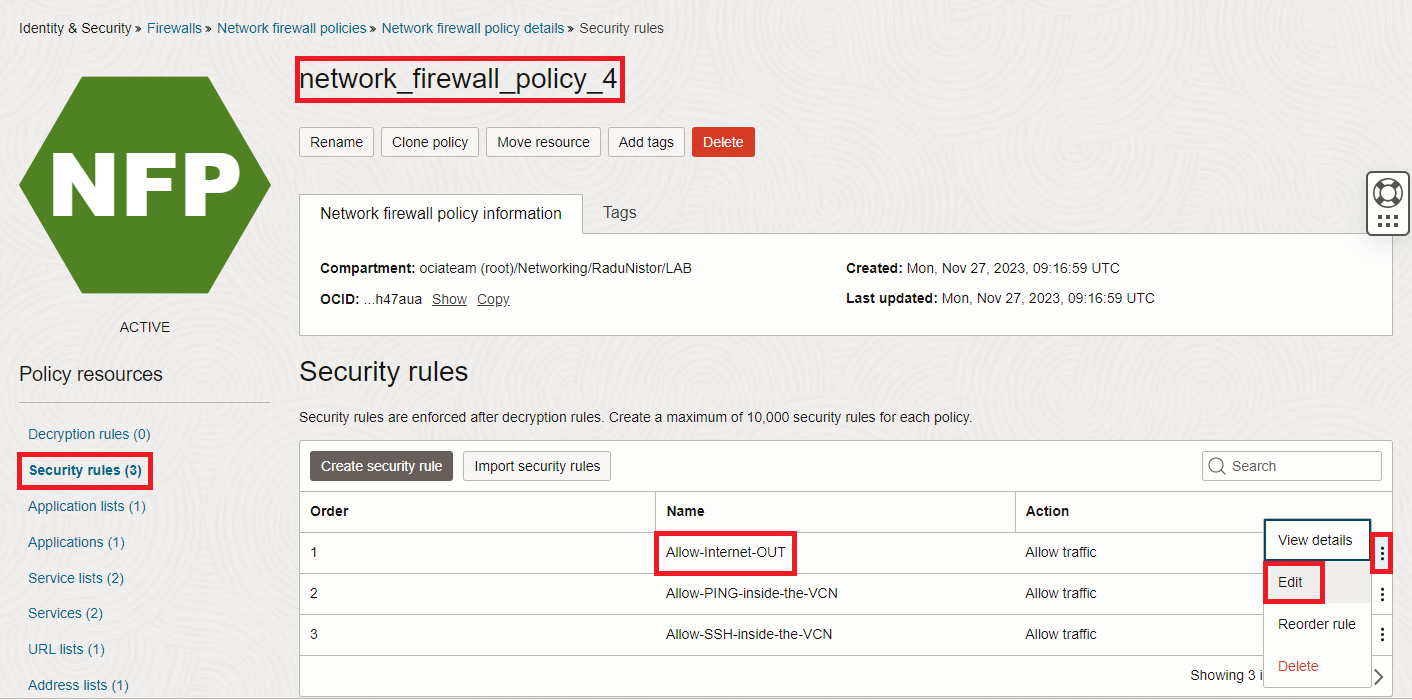 Identity & Security » Firewalls » Network firewall policies » Network firewall policy details » Security rules
network_firewall_policy_4
NFP
ACTIVE
Rename Clone policy Move resource Add tags Delete
Network firewall policy information Tags
Compartment: ociateam (root)/Networking/RaduNistor/LAB
OCID: ...h47aua Show Copy
Created: Mon, Nov 27, 2023, 09:16:59 UTC
Last updated: Mon, Nov 27, 2023, 09:16:59 UTC
Policy resources
Decryption rules (0)
Security rules (3)
Application lists (1)
Applications (1)
Service lists (2)
Services (2)
URL lists (1)
Address lists (1)
Security rules
Security rules are enforced after decryption rules. Create a maximum of 10,000 security rules for each policy.
Create security rule Import security rules Search
Order Name Action
1 Allow-Internet-OUT Allow traffic
2 Allow-PING-inside-the-VCN Allow traffic
3 Allow-SSH-inside-the-VCN Allow traffic
Showing 3 i
View details
Edit
Reorder rule
Delete